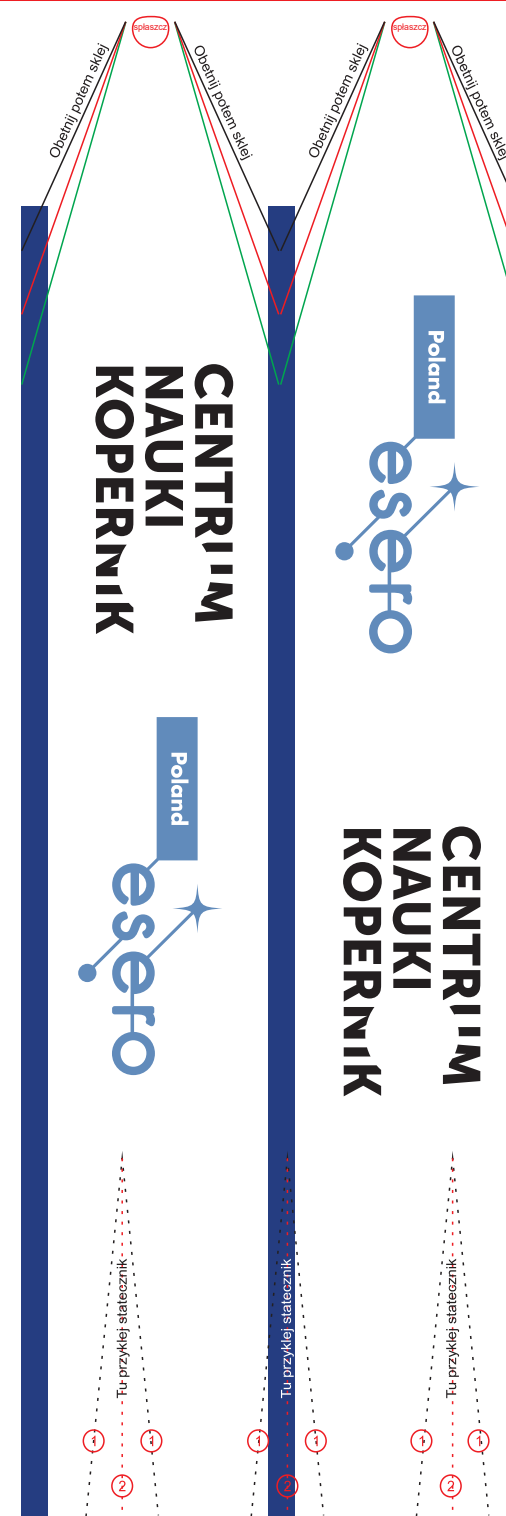 spłaszcz
spłaszcz
Obetnij potem sklej
Obetnij potem sklej
Obetnij potem sklej
Obetnij potem sklej
Poland
esero
CENTRUM
NAUKI
KOPERNIK
Poland
esero
CENTRUM
NAUKI
KOPERNIK
Tu przyklej statecznik
Tu przyklej statecznik
Tu przyklej statecznik
1
1
1
1
1
1
2
2
2